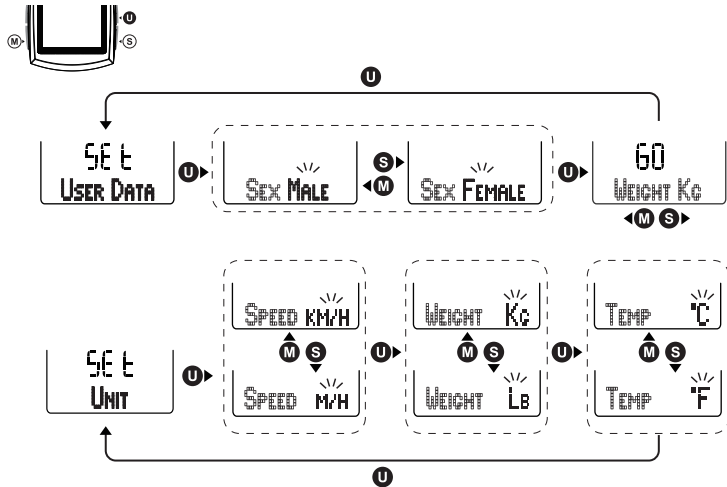 U
M S
U
SEt
USER DATA
U
SEX MALE
S
M
SEX FEMALE
U
60
WEIGHT KG
M S
SEt
UNIT
U
SPEED KM/H
M S
SPEED M/H
U
WEIGHT KG
M S
WEIGHT LB
U
TEMP °C
M S
TEMP °F
U